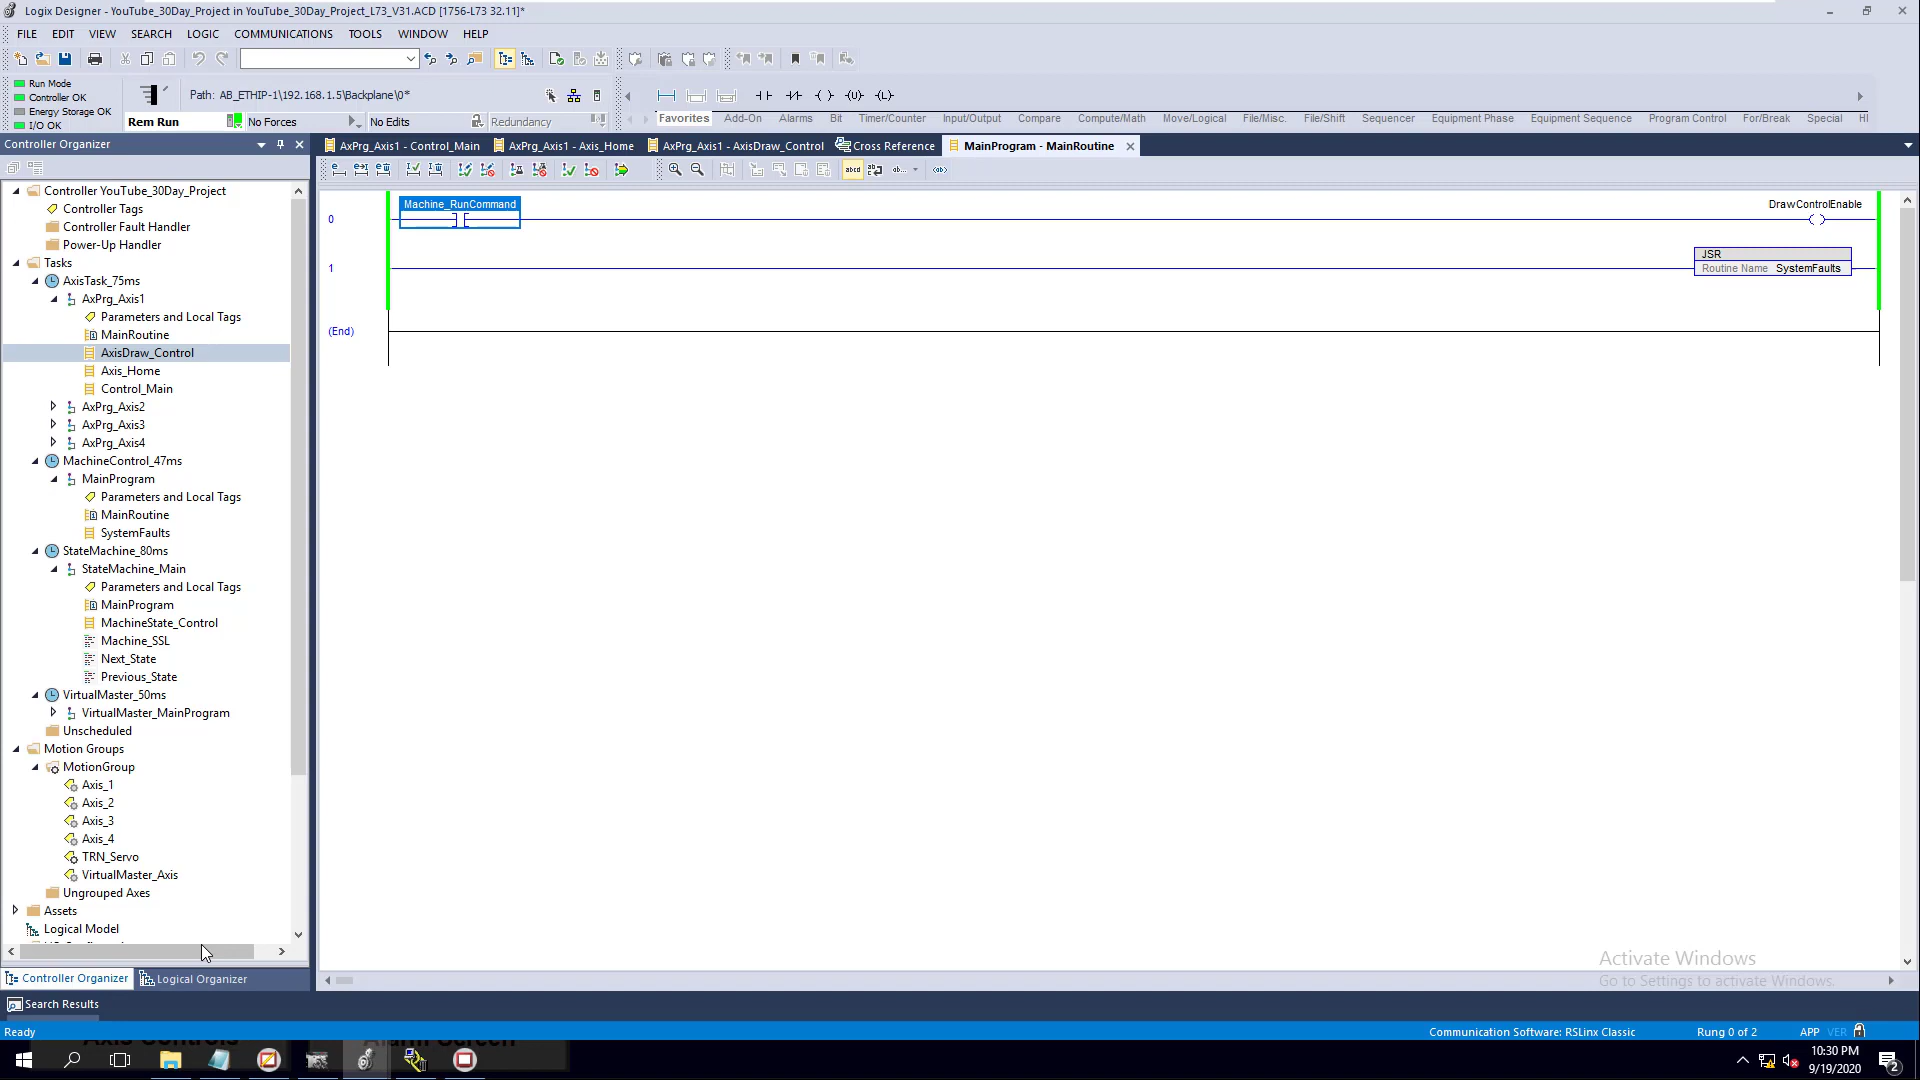 Logix Designer - YouTube_30Day_Project in YouTube_30Day_Project_L73_V31.ACD [1756-L73 32.11]*
FILE EDIT VIEW SEARCH LOGIC COMMUNICATIONS TOOLS WINDOW HELP
Run Mode
Controller OK
Energy Storage OK
I/O OK
Path: AB_ETHIP-1\192.168.1.5\Backplane\0*
Rem Run No Forces No Edits Redundancy
Favorites Add-On Alarms Bit Timer/Counter Input/Output Compare Compute/Math Move/Logical File/Misc. File/Shift Sequencer Equipment Phase Equipment Sequence Program Control For/Break Special HI
Controller Organizer
AxPrg_Axis1 - Control_Main AxPrg_Axis1 - Axis_Home AxPrg_Axis1 - AxisDraw_Control Cross Reference MainProgram - MainRoutine
Controller YouTube_30Day_Project
Controller Tags
Controller Fault Handler
Power-Up Handler
Tasks
AxisTask_75ms
AxPrg_Axis1
Parameters and Local Tags
MainRoutine
AxisDraw_Control
Axis_Home
Control_Main
AxPrg_Axis2
AxPrg_Axis3
AxPrg_Axis4
MachineControl_47ms
MainProgram
Parameters and Local Tags
MainRoutine
SystemFaults
StateMachine_80ms
StateMachine_Main
Parameters and Local Tags
MainProgram
MachineState_Control
Machine_SSL
Next_State
Previous_State
VirtualMaster_50ms
VirtualMaster_MainProgram
Unscheduled
Motion Groups
MotionGroup
Axis_1
Axis_2
Axis_3
Axis_4
TRN_Servo
VirtualMaster_Axis
Ungrouped Axes
Assets
Logical Model
Controller Organizer Logical Organizer
Machine_RunCommand DrawControlEnable
0
JSR
1 Routine Name SystemFaults
(End)
Activate Windows
Go to Settings to activate Windows.
Search Results
Ready Communication Software: RSLinx Classic Rung 0 of 2 APP VER
Axis Controls Alarm Screen
10:30 PM
9/19/2020
2